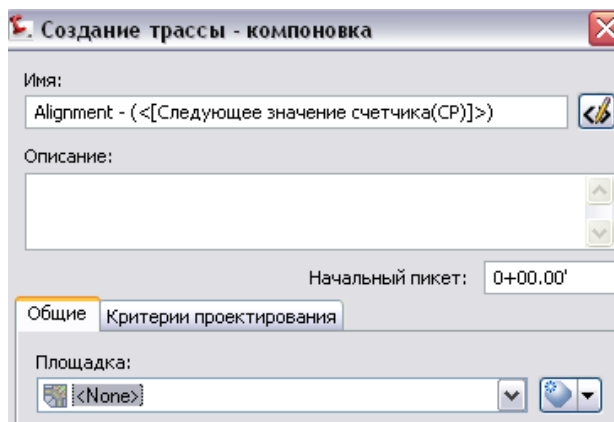 Создание трассы - компоновка
Имя:
Alignment - (<[Следующее значение счетчика(CP)]>)
Описание:
Начальный пикет: 0+00.00'
Общие Критерии проектирования
Площадка:
<None>